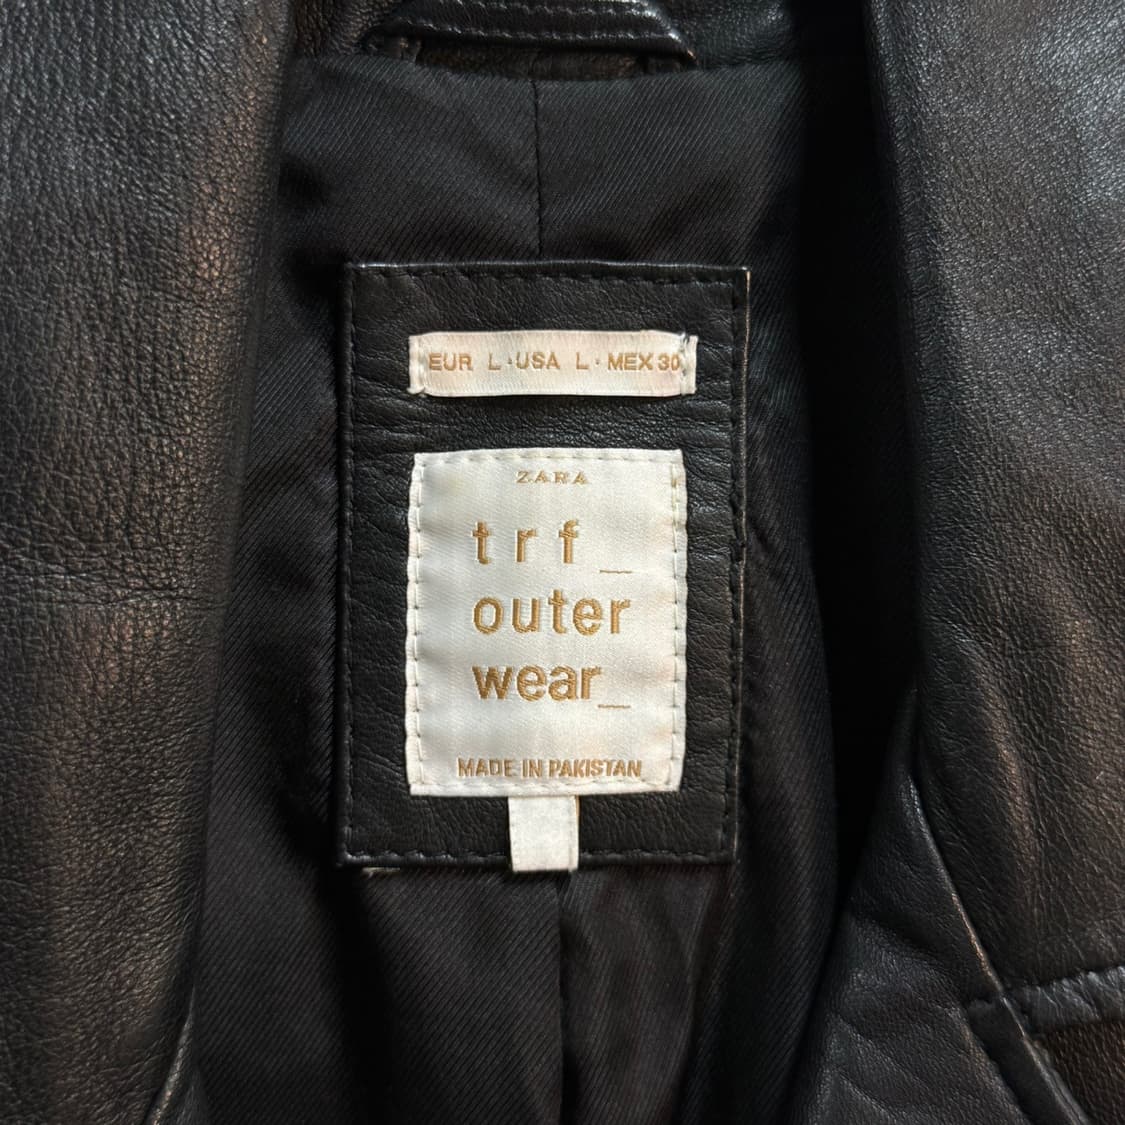 EUR L·USA L·MEX 30
ZARA
trf_
outer
wear_
MADE IN PAKISTAN